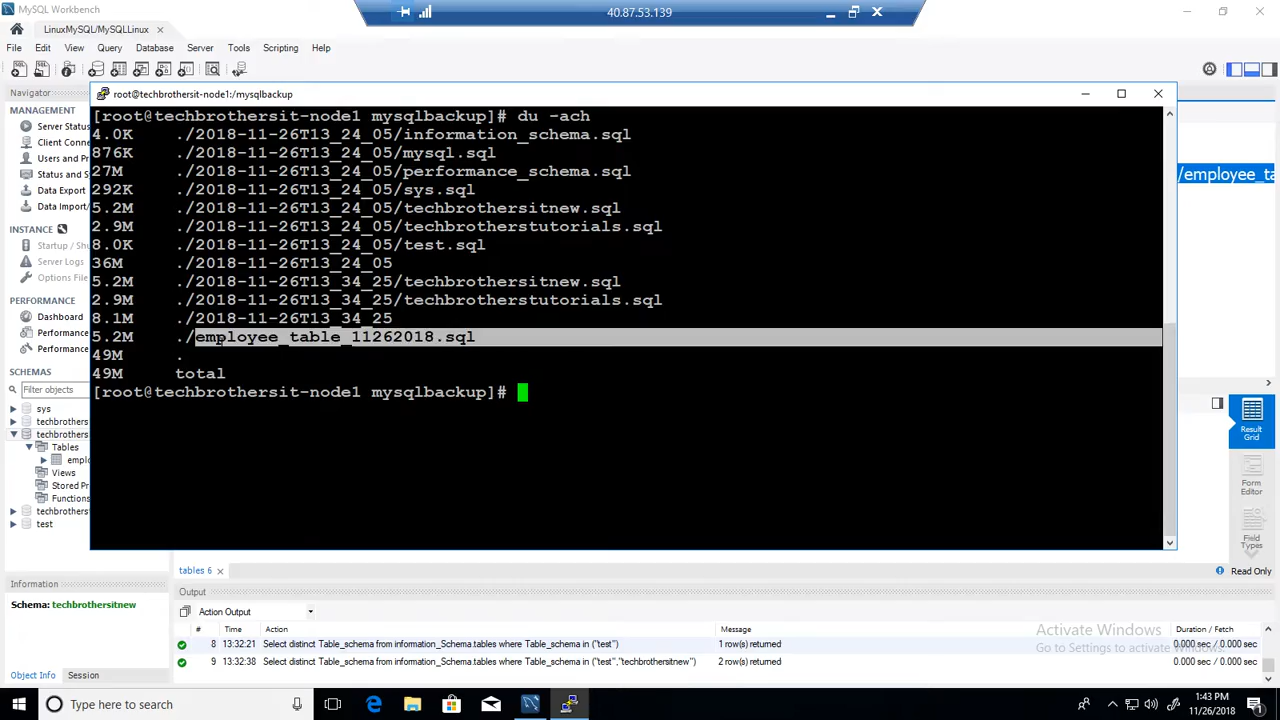 MySQL Workbench
40.87.53.139
LinuxMySQL/MySQLLinux
File Edit View Query Database Server Tools Scripting Help
Navigator
MANAGEMENT
Server Status
Client Conne
Users and Pr
Status and S
Data Export
Data Import/
INSTANCE
Startup / Shu
Server Logs
Options File
PERFORMANCE
Dashboard
Performance
Performance
SCHEMAS
Filter objects
sys
techbrothers
techbrothers
Tables
emplo
Views
Stored Pr
Functions
techbrothers
test
root@techbrothersit-node1:/mysqlbackup
[root@techbrothersit-node1 mysqlbackup]# du -ach
4.0K ./2018-11-26T13_24_05/information_schema.sql
876K ./2018-11-26T13_24_05/mysql.sql
27M ./2018-11-26T13_24_05/performance_schema.sql
292K ./2018-11-26T13_24_05/sys.sql
5.2M ./2018-11-26T13_24_05/techbrothersitnew.sql
2.9M ./2018-11-26T13_24_05/techbrotherstutorials.sql
8.0K ./2018-11-26T13_24_05/test.sql
36M ./2018-11-26T13_24_05
5.2M ./2018-11-26T13_34_25/techbrothersitnew.sql
2.9M ./2018-11-26T13_34_25/techbrotherstutorials.sql
8.1M ./2018-11-26T13_34_25
5.2M ./employee_table_11262018.sql
49M .
49M total
[root@techbrothersit-node1 mysqlbackup]#
/employee_ta
Result
Grid
Form
Editor
Field
Types
tables 6
Read Only
Information
Schema: techbrothersitnew
Object Info Session
Output
Action Output
# Time Action Message Duration / Fetch
8 13:32:21 Select distinct Table_schema from infomation_Schema.tables where Table_schema in ("test") 1 row(s) returned 0.000 sec / 0.000 sec
9 13:32:38 Select distinct Table_schema from infomation_Schema.tables where Table_schema in ("test","techbrothersitnew") 2 row(s) returned 0.000 sec / 0.000 sec
Activate Windows
Go to Settings to activate Windows.
Type here to search
1:43 PM
11/26/2018